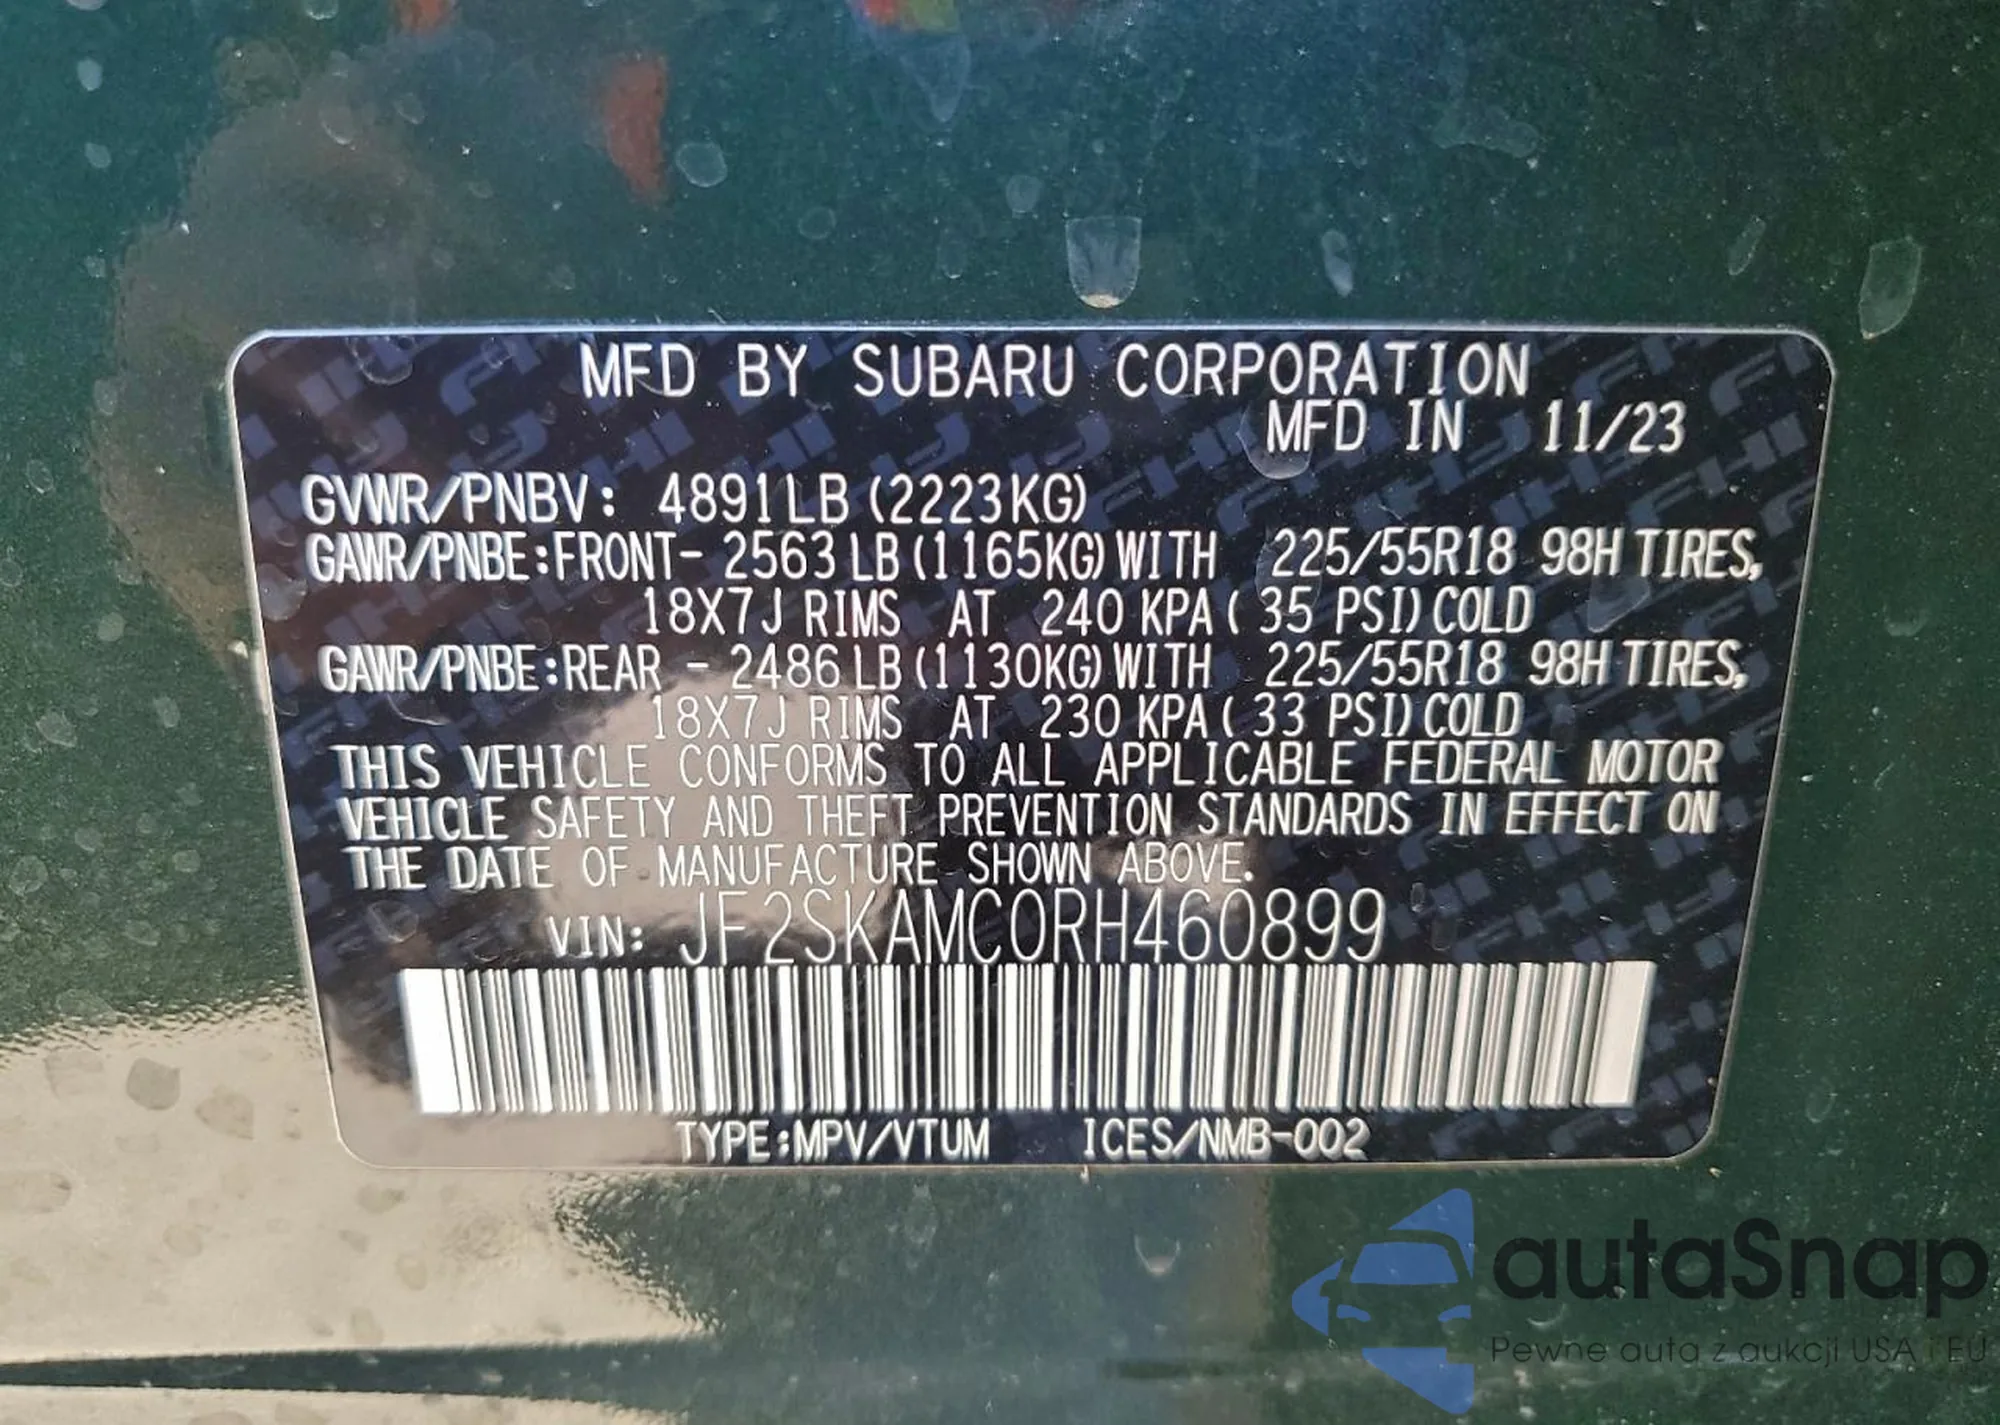 MFD BY SUBARU CORPORATION
MFD IN 11/23
GVWR/PNBV: 4891LB (2223KG)
GAWR/PNBE:FRONT- 2563LB(1165KG)WITH 225/55R18 98H TIRES,
18X7J RIMS AT 240 KPA( 35 PSI)COLD
GAWR/PNBE:REAR - 2486LB(1130KG)WITH 225/55R18 98H TIRES,
18X7J RIMS AT 230 KPA( 33 PSI)COLD
THIS VEHICLE CONFORMS TO ALL APPLICABLE FEDERAL MOTOR
VEHICLE SAFETY AND THEFT PREVENTION STANDARDS IN EFFECT ON
THE DATE OF MANUFACTURE SHOWN ABOVE.
VIN: JF2SKAMC0RH460899
TYPE:MPV/VTUM ICES/NMB-002
autaSnap
Pewne auta z aukcji USA i EU